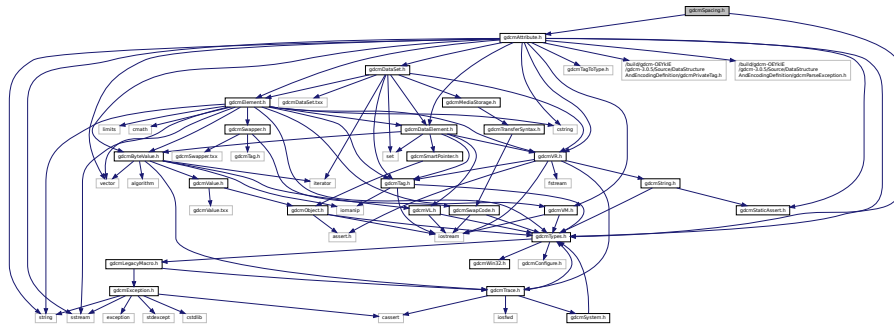 gdcmSpacing.h
gdcmAttribute.h
gdcmDataSet.h
gdcmTagToType.h
/build/gdcm-OEYkIE
/gdcm-3.0.5/Source/DataStructure
AndEncodingDefinition/gdcmPrivateTag.h
/build/gdcm-OEYkIE
/gdcm-3.0.5/Source/DataStructure
AndEncodingDefinition/gdcmParseException.h
gdcmElement.h
gdcmDataSet.txx
gdcmMediaStorage.h
limits
cmath
gdcmSwapper.h
gdcmDataElement.h
gdcmTransferSyntax.h
cstring
gdcmByteValue.h
gdcmSwapper.txx
gdcmTag.h
set
gdcmSmartPointer.h
gdcmVR.h
vector
algorithm
gdcmValue.h
iterator
gdcmTag.h
fstream
gdcmString.h
gdcmValue.txx
gdcmObject.h
iomanip
gdcmVL.h
gdcmSwapCode.h
gdcmVM.h
gdcmStaticAssert.h
assert.h
iostream
gdcmTypes.h
gdcmLegacyMacro.h
gdcmWin32.h
gdcmConfigure.h
gdcmException.h
gdcmTrace.h
string
sstream
exception
stdexcept
cstdlib
cassert
iosfwd
gdcmSystem.h